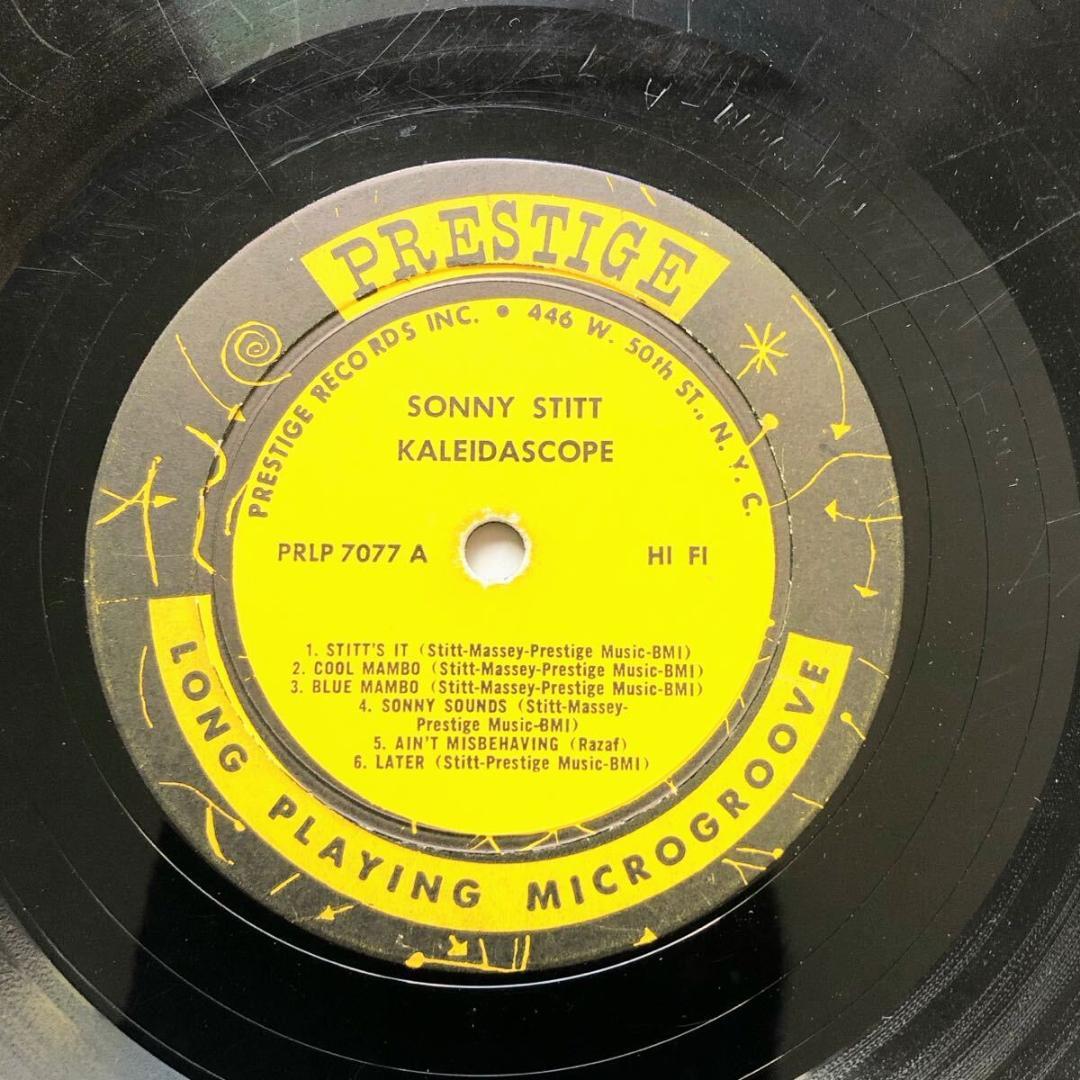 PRESTIGE
PRESTIGE RECORDS INC. • 446 W. 50th ST., N.Y.C.
SONNY STITT
KALEIDASCOPE
PRLP 7077 A
HI FI
1. STITT'S IT (Stitt-Massey-Prestige Music-BMI)
2. COOL MAMBO (Stitt-Massey-Prestige Music-BMI)
3. BLUE MAMBO (Stitt-Massey-Prestige Music-BMI)
4. SONNY SOUNDS (Stitt-Massey-
Prestige Music-BMI)
5. AIN'T MISBEHAVING (Razaf)
6. LATER (Stitt-Prestige Music-BMI)
LONG PLAYING MICROGROOVE